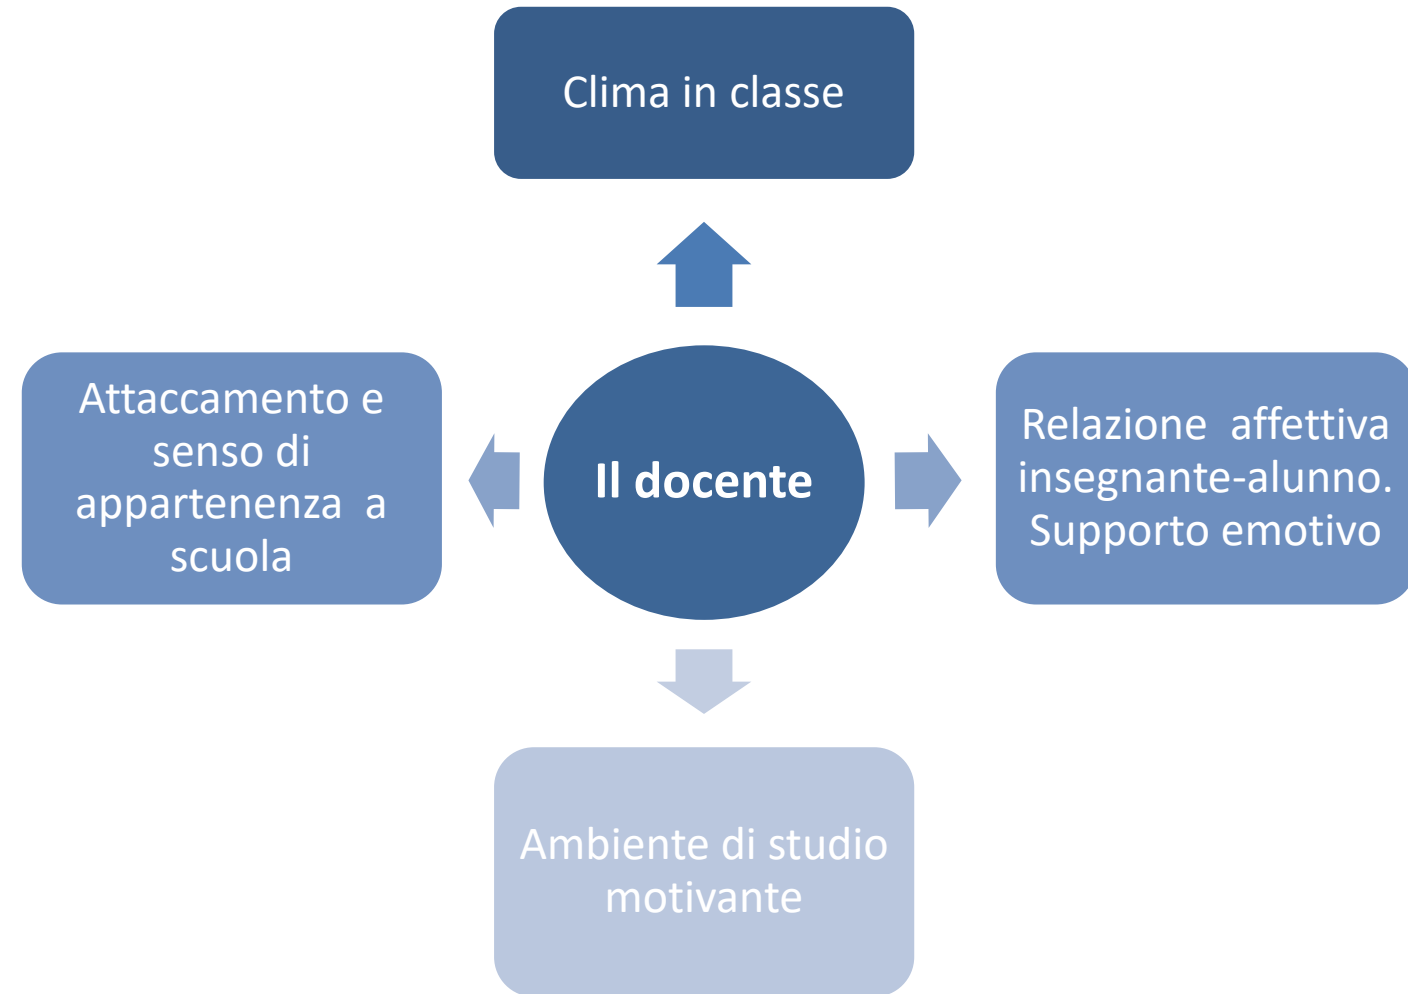 Clima in classe
Attaccamento e
senso di
appartenenza  a
scuola
Il docente
Relazione  affettiva
insegnante-alunno.
Supporto emotivo
Ambiente di studio
motivante